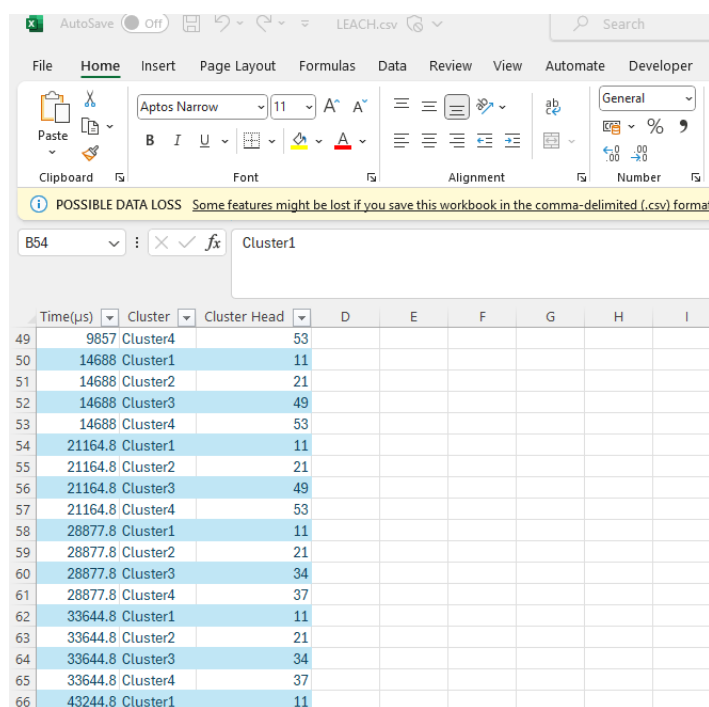 AutoSave Off LEACH.csv Search
File Home Insert Page Layout Formulas Data Review View Automate Developer
Paste Aptos Narrow 11 A A ab General
B I U A % 9 .00 .00
Clipboard Font Alignment Number
POSSIBLE DATA LOSS Some features might be lost if you save this workbook in the comma-delimited (.csv) format
B54 fx Cluster1
Time(μs) Cluster Cluster Head D E F G H I
49 9857 Cluster4 53
50 14688 Cluster1 11
51 14688 Cluster2 21
52 14688 Cluster3 49
53 14688 Cluster4 53
54 21164.8 Cluster1 11
55 21164.8 Cluster2 21
56 21164.8 Cluster3 49
57 21164.8 Cluster4 53
58 28877.8 Cluster1 11
59 28877.8 Cluster2 21
60 28877.8 Cluster3 34
61 28877.8 Cluster4 37
62 33644.8 Cluster1 11
63 33644.8 Cluster2 21
64 33644.8 Cluster3 34
65 33644.8 Cluster4 37
66 43244.8 Cluster1 11